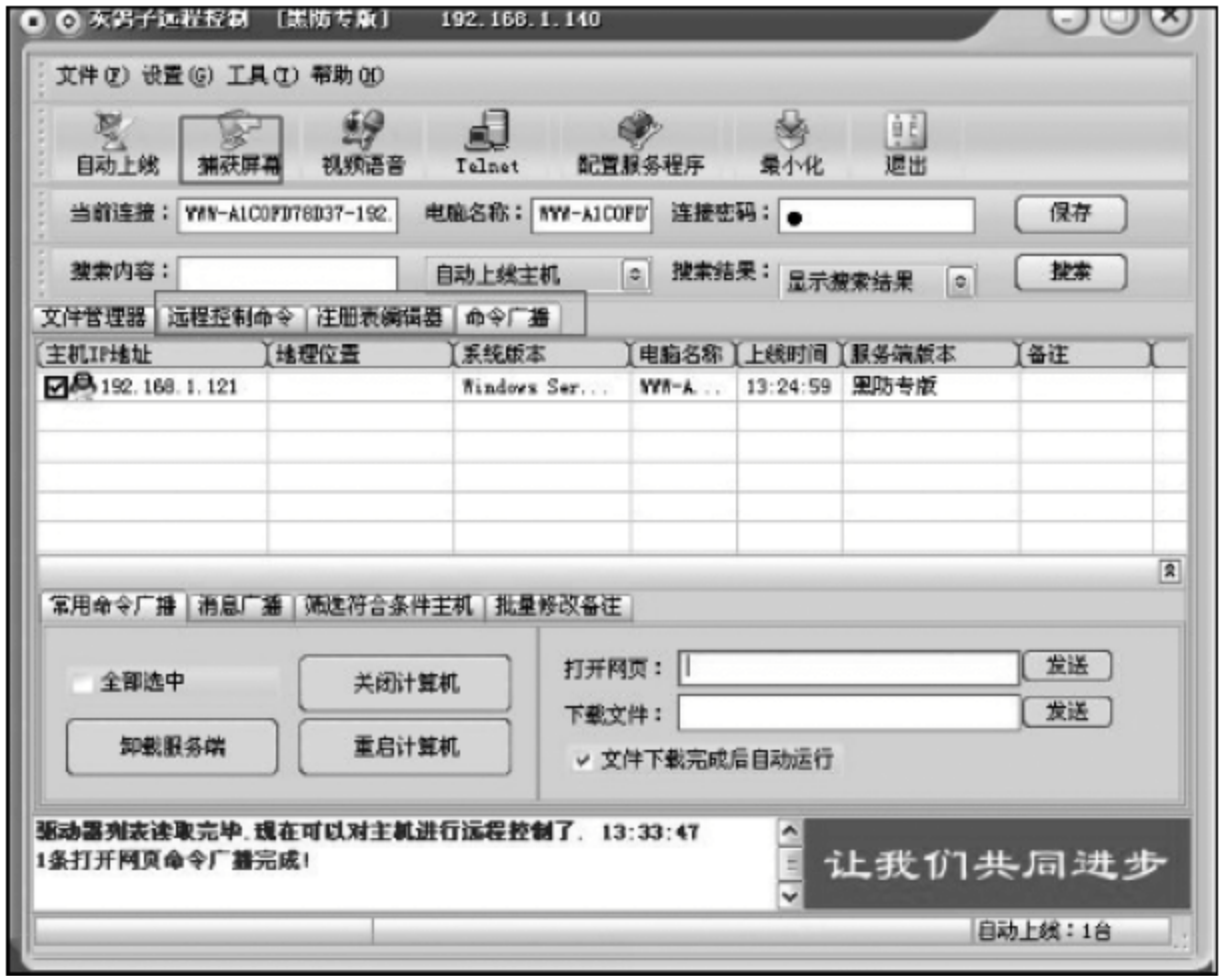 灰鸽子远程控制 [黑防专版] 192.168.1.140
文件(F) 设置(G) 工具(T) 帮助(H)
自动上线 捕获屏幕 视频语音 Telnet 配置服务程序 最小化 退出
当前连接： WWW-A1C0FD78D37-192. 电脑名称： WWW-A1C0FD 连接密码： ● 保存
搜索内容： 自动上线主机 搜索结果： 显示搜索结果 搜索
文件管理器 远程控制命令 注册表编辑器 命令广播
主机IP地址 地理位置 系统版本 电脑名称 上线时间 服务端版本 备注
192.168.1.121 Windows Ser... WWW-A... 13:24:59 黑防专版
常用命令广播 消息广播 筛选符合条件主机 批量修改备注
全部选中 关闭计算机 打开网页： 发送
卸载服务端 重启计算机 下载文件： 发送
文件下载完成后自动运行
驱动器列表读取完毕.现在可以对主机进行远程控制了. 13:33:47
1条打开网页命令广播完成!
让我们共同进步
自动上线：1台